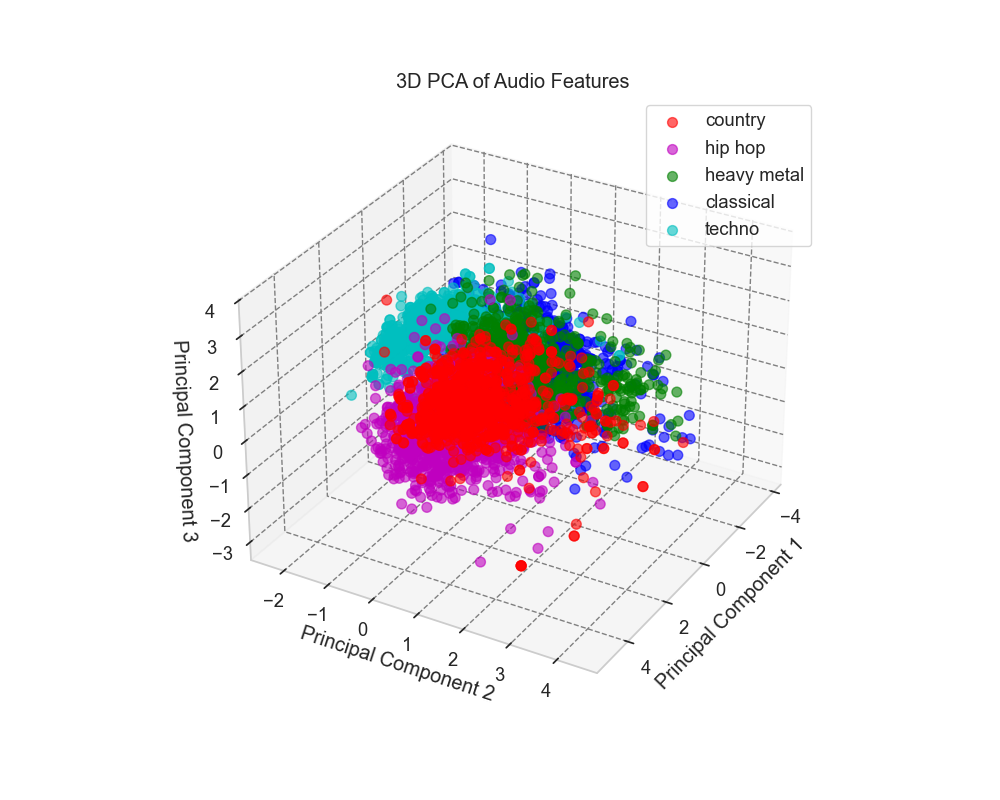 3D PCA of Audio Features
country
hip hop
heavy metal
classical
techno
4
3
2
1
0
−1
−2
−3
Principal Component 3
−2
−1
0
1
2
3
4
Principal Component 2
−4
−2
0
2
4
Principal Component 1